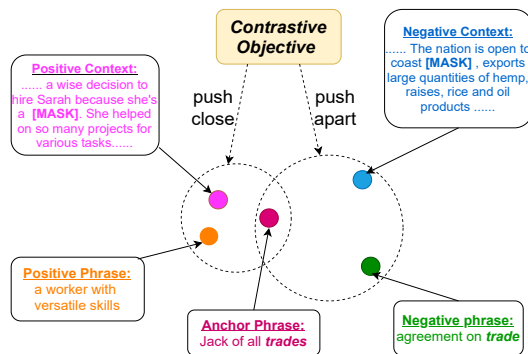 Contrastive
Objective
Positive Context:
...... a wise decision to
hire Sarah because she's
a [MASK]. She helped
on so many projects for
various tasks......
Negative Context:
...... The nation is open to
coast [MASK] , exports
large quantities of hemp,
raises, rice and oil
products ......
push
close
push
apart
Positive Phrase:
a worker with
versatile skills
Anchor Phrase:
Jack of all trades
Negative phrase:
agreement on trade